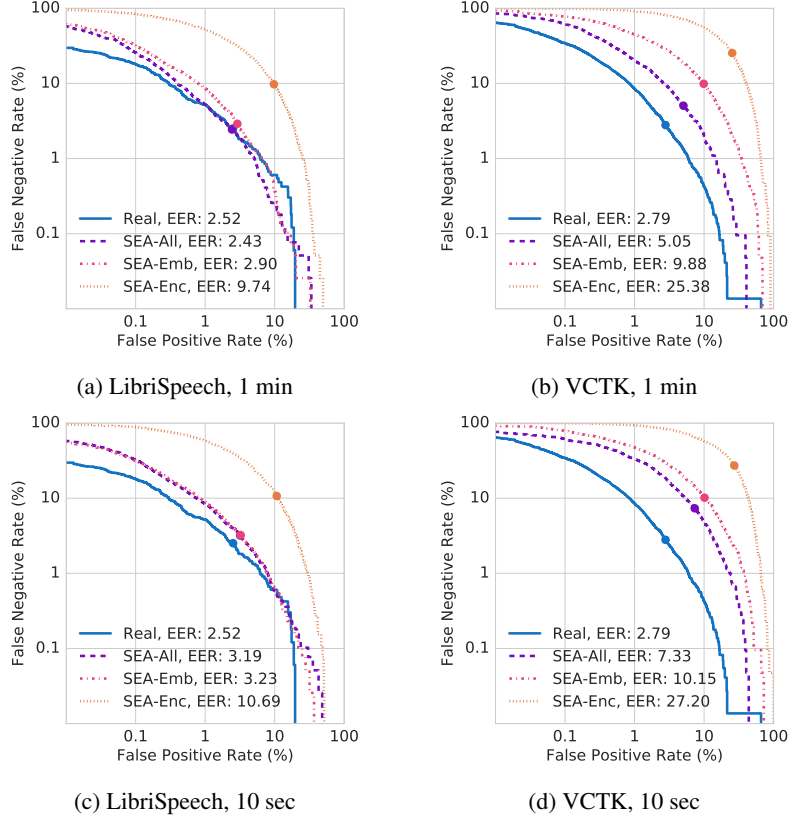 100
10
1
0.1
False Negative Rate (%)
Real, EER: 2.52
SEA-All, EER: 2.43
SEA-Emb, EER: 2.90
SEA-Enc, EER: 9.74
0.1 1 10 100
False Positive Rate (%)
(a) LibriSpeech, 1 min
100
10
1
0.1
False Negative Rate (%)
Real, EER: 2.79
SEA-All, EER: 5.05
SEA-Emb, EER: 9.88
SEA-Enc, EER: 25.38
0.1 1 10 100
False Positive Rate (%)
(b) VCTK, 1 min
100
10
1
0.1
False Negative Rate (%)
Real, EER: 2.52
SEA-All, EER: 3.19
SEA-Emb, EER: 3.23
SEA-Enc, EER: 10.69
0.1 1 10 100
False Positive Rate (%)
(c) LibriSpeech, 10 sec
100
10
1
0.1
False Negative Rate (%)
Real, EER: 2.79
SEA-All, EER: 7.33
SEA-Emb, EER: 10.15
SEA-Enc, EER: 27.20
0.1 1 10 100
False Positive Rate (%)
(d) VCTK, 10 sec